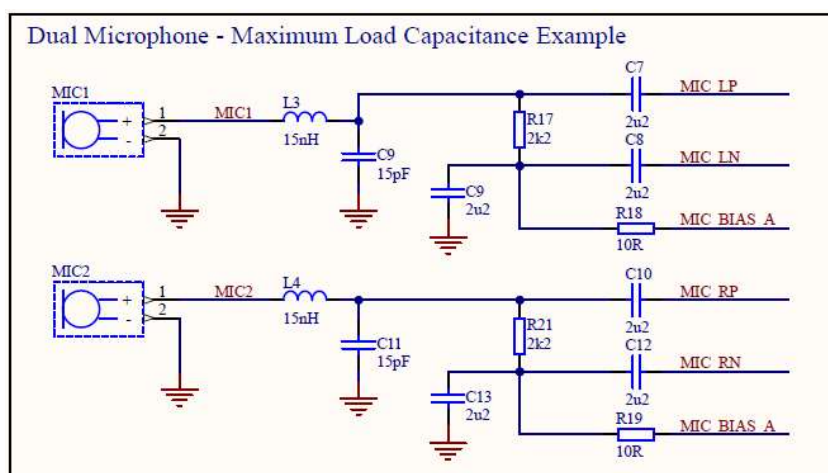 Dual Microphone - Maximum Load Capacitance Example
MIC1
+
-
1
2
MIC1
L3
15nH
C9
15pF
R17
2k2
C9
2u2
C7
2u2
MIC LP
C8
2u2
MIC LN
R18
10R
MIC BIAS A
MIC2
+
-
1
2
MIC2
L4
15nH
C11
15pF
R21
2k2
C13
2u2
C10
2u2
MIC RP
C12
2u2
MIC RN
R19
10R
MIC BIAS A